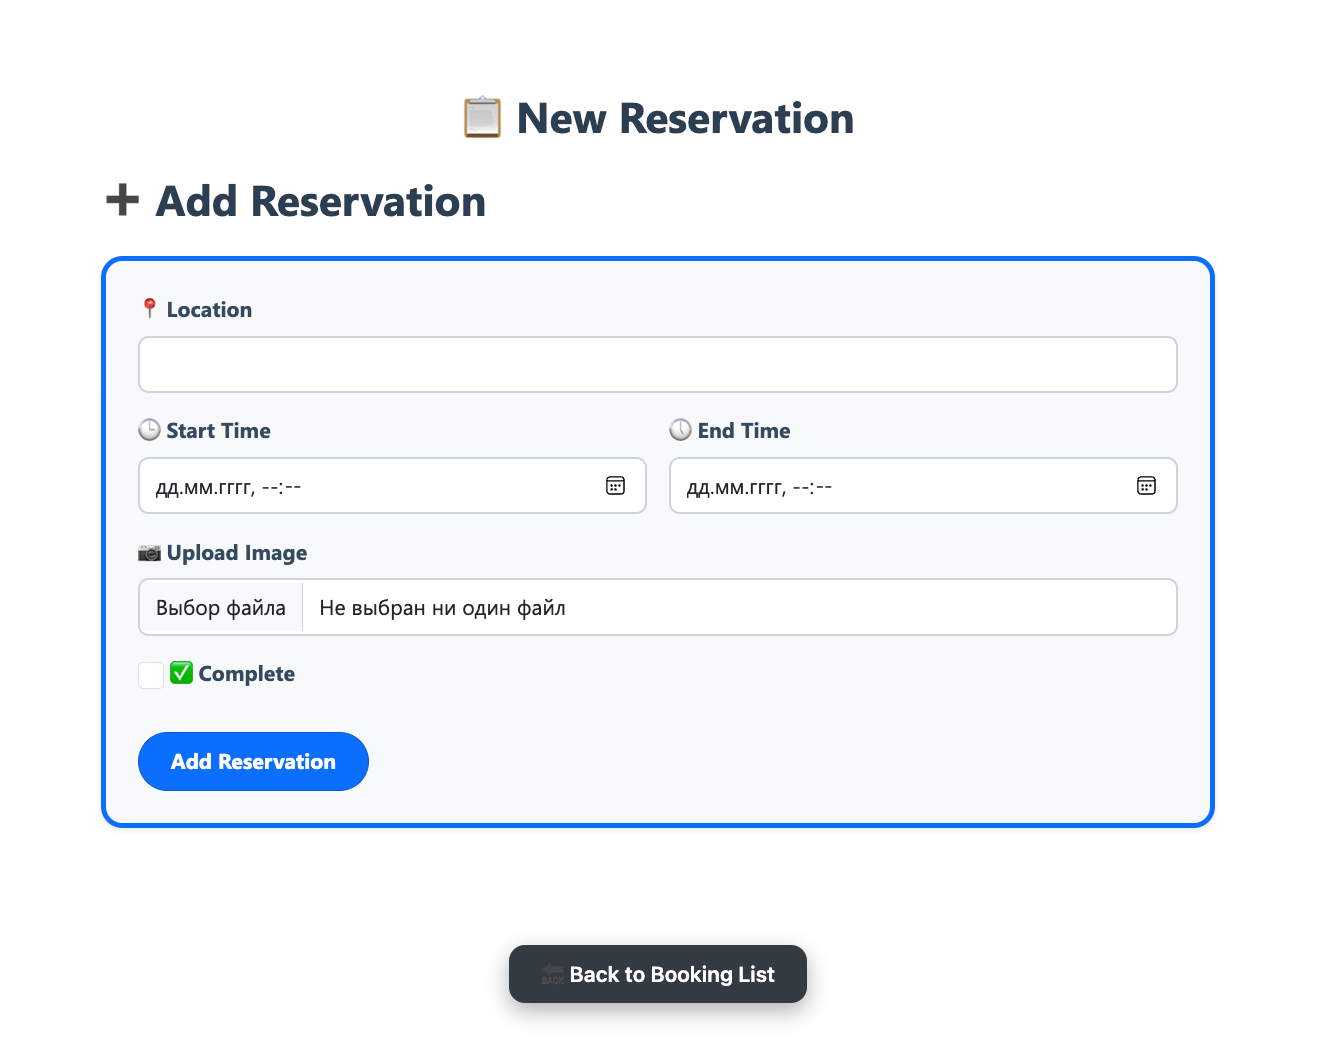 New Reservation
Add Reservation
Location
Start Time
End Time
дд.мм.гггг, --:--
дд.мм.гггг, --:--
Upload Image
Выбор файла Не выбран ни один файл
Complete
Add Reservation
BACK Back to Booking List